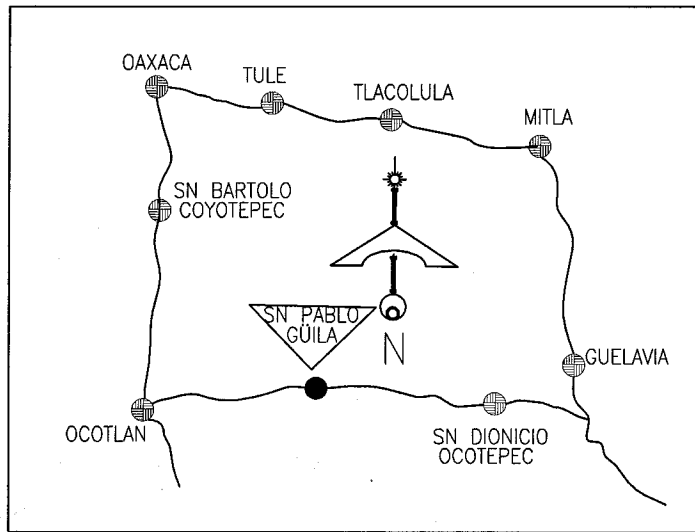 OAXACA
TULE
TLACOLULA
MITLA
SN BARTOLO
COYOTEPEC
SN PABLO
GÜILA
N
GUELAVIA
OCOTLAN
SN DIONICIO
OCOTEPEC